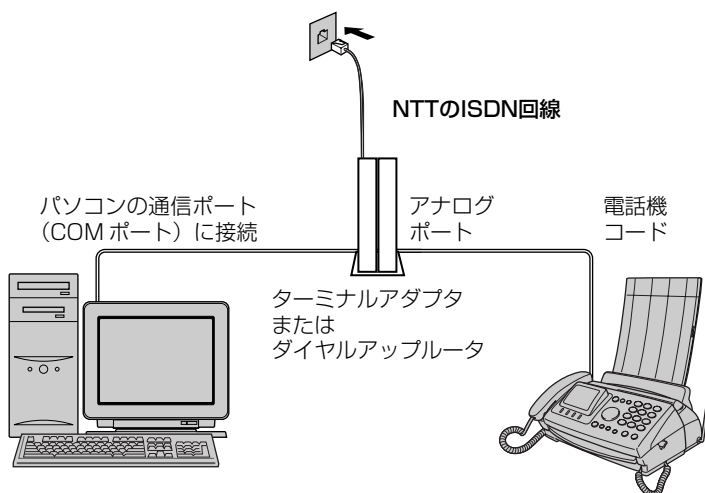 NTTのISDN回線
パソコンの通信ポート
（COM ポート）に接続
アナログ
ポート
電話機
コード
ターミナルアダプタ
または
ダイヤルアップルータ